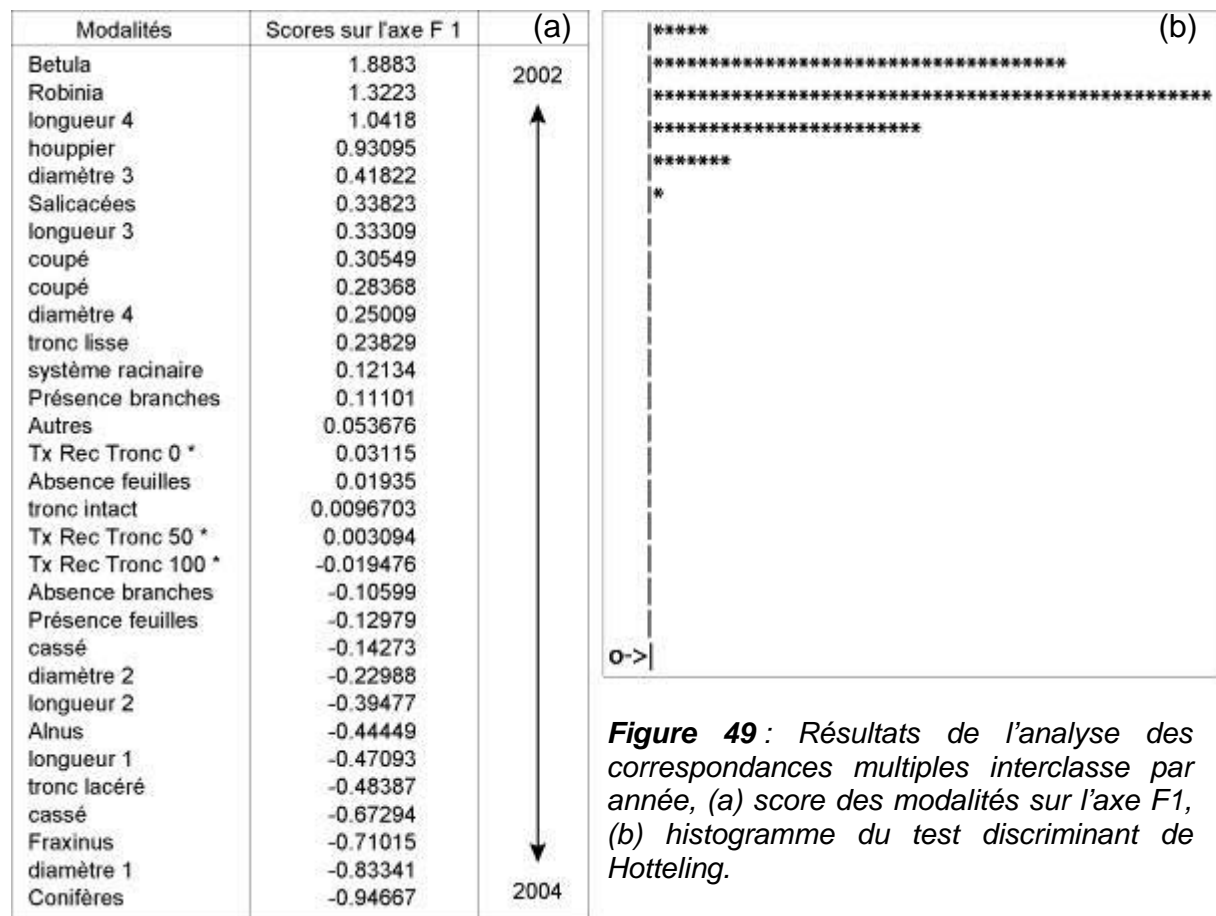 Modalités Scores sur l'axe F 1 (a)
Betula 1.8883 2002
Robinia 1.3223
longueur 4 1.0418
houppier 0.93095
diamètre 3 0.41822
Salicacées 0.33823
longueur 3 0.33309
coupé 0.30549
coupé 0.28368
diamètre 4 0.25009
tronc lisse 0.23829
système racinaire 0.12134
Présence branches 0.11101
Autres 0.053676
Tx Rec Tronc 0 * 0.03115
Absence feuilles 0.01935
tronc intact 0.0096703
Tx Rec Tronc 50 * 0.003094
Tx Rec Tronc 100 * -0.019476
Absence branches -0.10599
Présence feuilles -0.12979
cassé -0.14273
diamètre 2 -0.22988
longueur 2 -0.39477
Alnus -0.44449
longueur 1 -0.47093
tronc lacéré -0.48387
cassé -0.67294
Fraxinus -0.71015
diamètre 1 -0.83341
Conifères -0.94667 2004
(b)
o->|
Figure 49 : Résultats de l'analyse des
correspondances multiples interclasse par
année, (a) score des modalités sur l'axe F1,
(b) histogramme du test discriminant de
Hotteling.